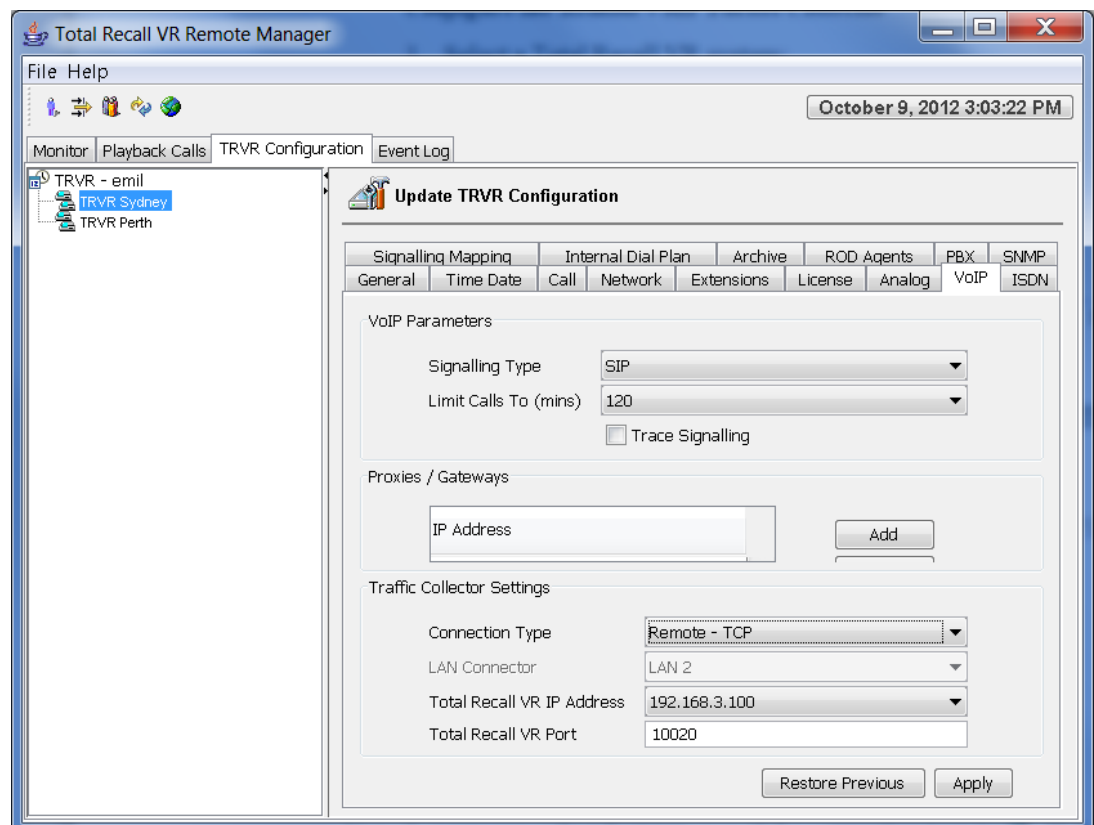 Total Recall VR Remote Manager
File Help
October 9, 2012 3:03:22 PM
Monitor Playback Calls TRVR Configuration Event Log
TRVR - emil
TRVR Sydney
TRVR Perth
Update TRVR Configuration
Signalling Mapping Internal Dial Plan Archive ROD Agents PBX SNMP
General Time Date Call Network Extensions License Analog VoIP ISDN
VoIP Parameters
Signalling Type SIP
Limit Calls To (mins) 120
Trace Signalling
Proxies / Gateways
IP Address
Add
Traffic Collector Settings
Connection Type Remote - TCP
LAN Connector LAN 2
Total Recall VR IP Address 192.168.3.100
Total Recall VR Port 10020
Restore Previous Apply